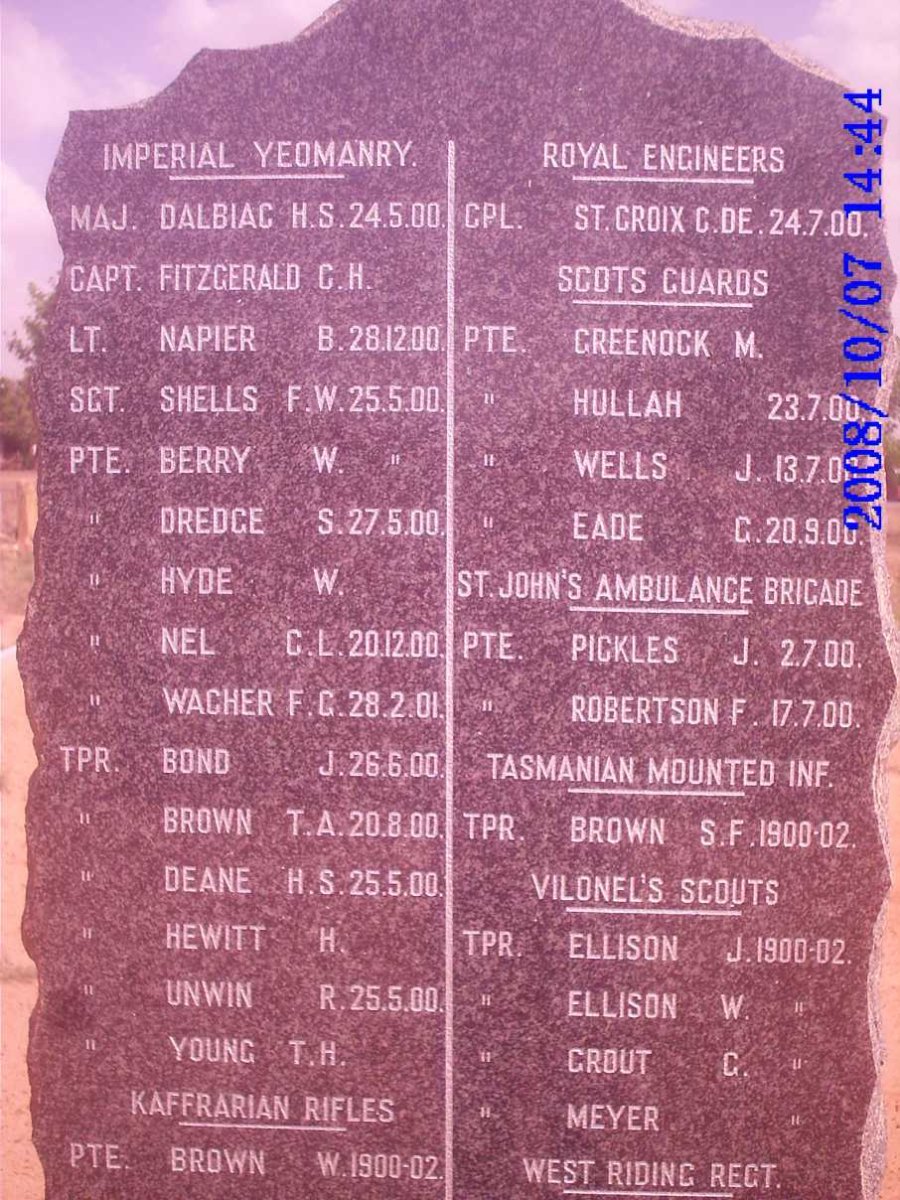 IMPERIAL YEOMANRY.
MAJ. DALBIAC H.S. 24.5.00.
CAPT. FITZGERALD G.H.
LT. NAPIER B. 28.12.00.
SGT. SHELLS F.W. 25.5.00.
PTE. BERRY W. "
" DREDGE S. 27.5.00.
" HYDE W.
" NEL C.L. 20.12.00.
" WACHER F.G. 28.2.01.
TPR. BOND J. 26.6.00.
" BROWN T.A. 20.8.00.
" DEANE H.S. 25.5.00.
" HEWITT H.
" UNWIN R. 25.5.00.
" YOUNG T.H.
KAFFRARIAN RIFLES
PTE. BROWN W. 1900-02.
ROYAL ENGINEERS
CPL. ST. CROIX C. DE. 24.7.00.
SCOTS GUARDS
PTE. GREENOCK M.
" HULLAH 23.7.00.
" WELLS J. 13.7.00.
" EADE G. 20.9.00.
ST. JOHN'S AMBULANCE BRIGADE
PTE. PICKLES J. 2.7.00.
" ROBERTSON F. 17.7.00.
TASMANIAN MOUNTED INF.
TPR. BROWN S.F. 1900-02.
VILONEL'S SCOUTS
TPR. ELLISON J. 1900-02.
" ELLISON W. "
" GROUT G. "
" MEYER "
WEST RIDING REGT.
2008/10/07 14:44